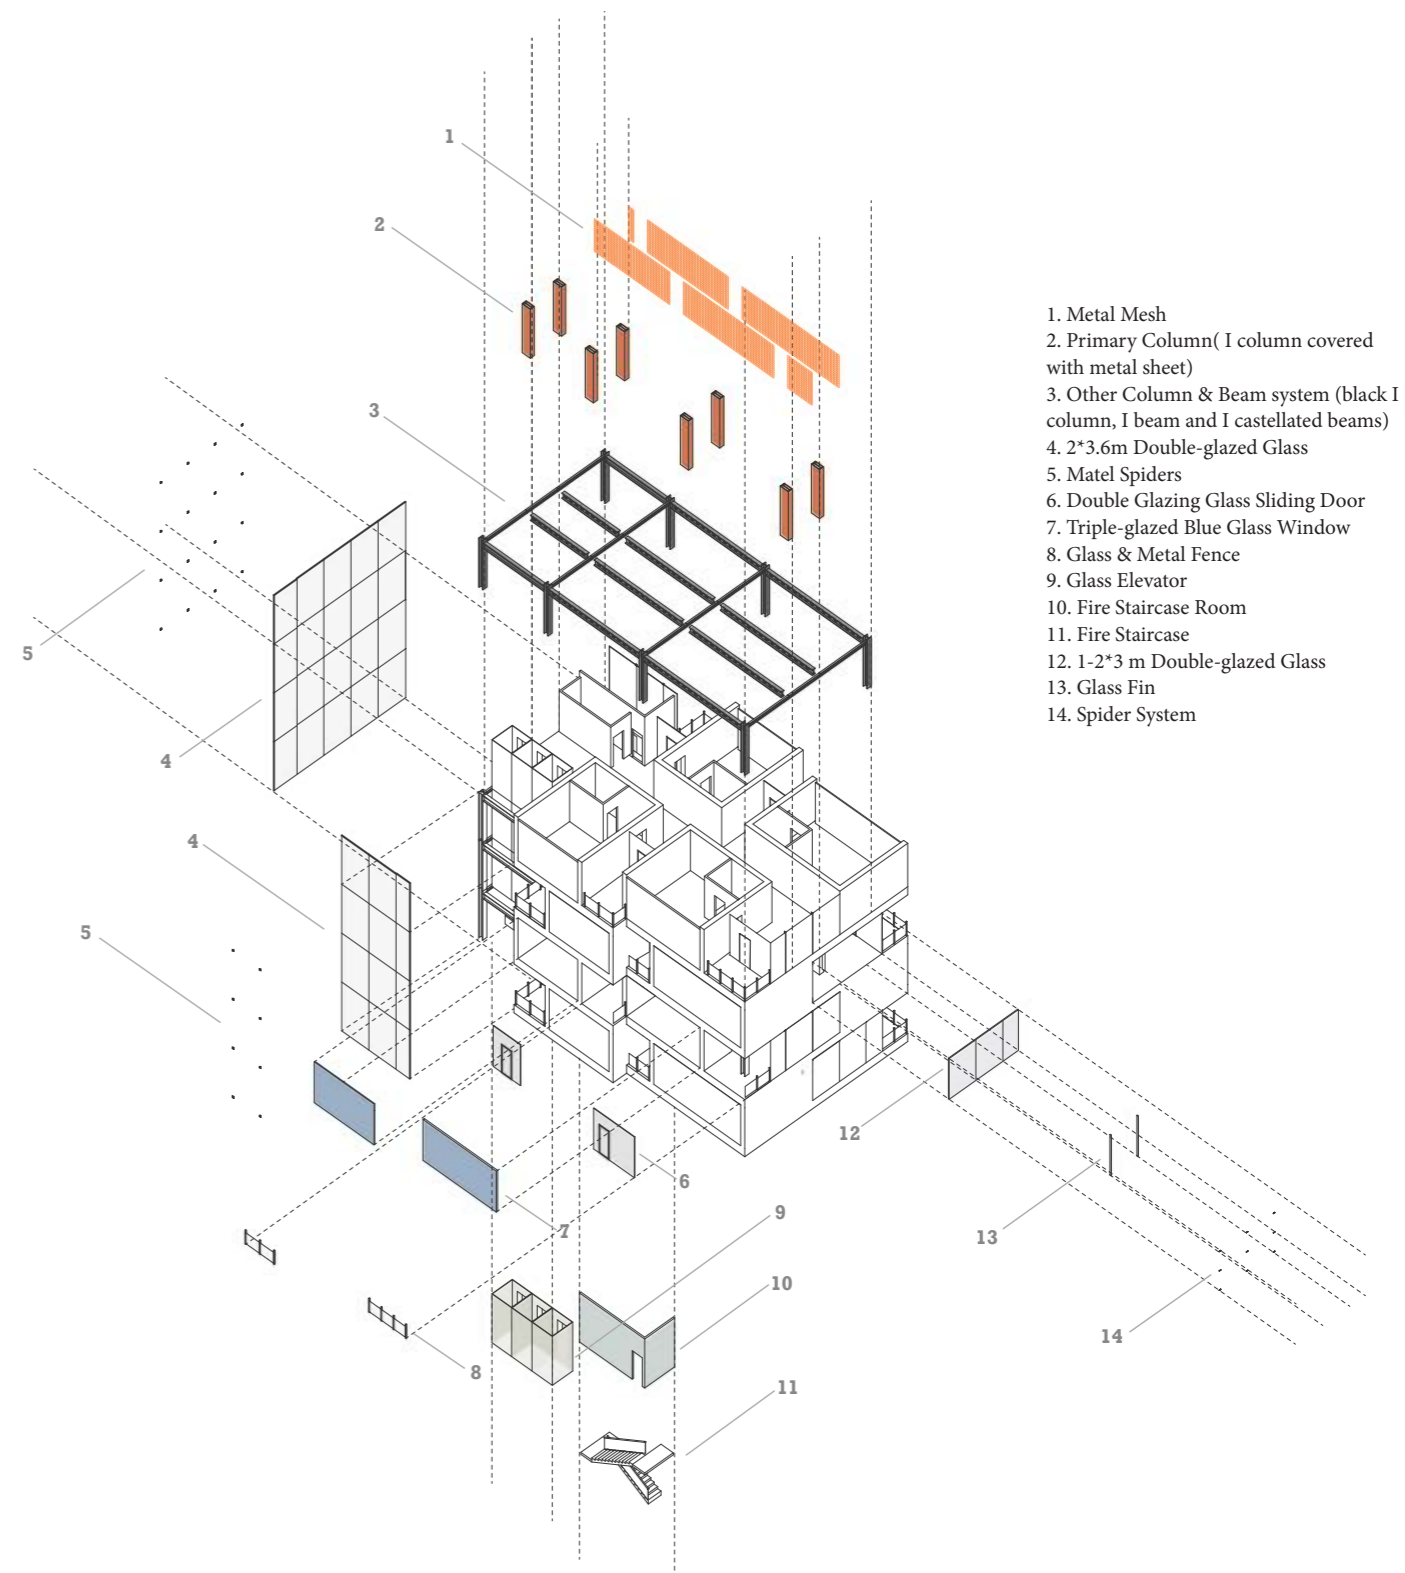 1
2
3
1. Metal Mesh
2. Primary Column( I column covered
with metal sheet)
3. Other Column & Beam system (black I
column, I beam and I castellated beams)
4. 2*3.6m Double-glazed Glass
5. Matel Spiders
6. Double Glazing Glass Sliding Door
7. Triple-glazed Blue Glass Window
8. Glass & Metal Fence
9. Glass Elevator
10. Fire Staircase Room
11. Fire Staircase
12. 1-2*3 m Double-glazed Glass
13. Glass Fin
14. Spider System
5
4
4
5
12
6
9
7
13
10
14
8
11